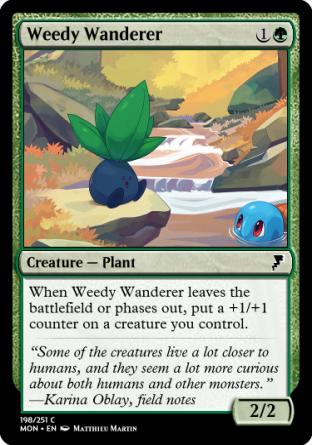 Weedy Wanderer 1
Creature — Plant
When Weedy Wanderer leaves the
battlefield or phases out, put a +1/+1
counter on a creature you control.
“Some of the creatures live a lot closer to
humans, and they seem a lot more curious
about both humans and other monsters.”
—Karina Oblay, field notes
2/2
198/251 C
MON • EN Matthieu Martin